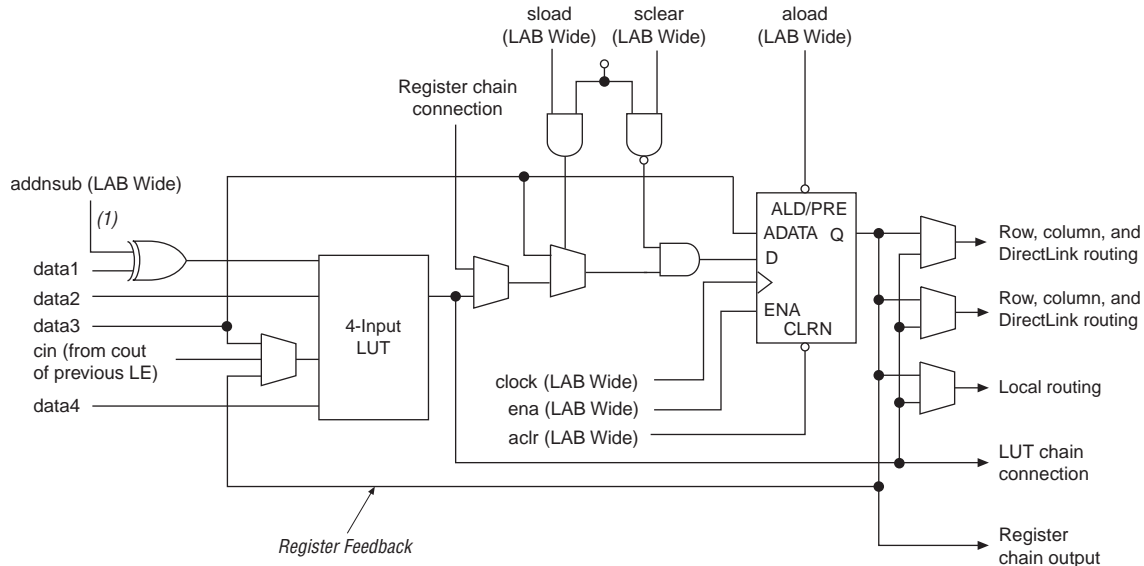 sload
(LAB Wide)
sclear
(LAB Wide)
aload
(LAB Wide)
Register chain
connection
addnsub (LAB Wide)
(1)
data1
data2
data3
cin (from cout
of previous LE)
data4
4-Input
LUT
ALD/PRE
ADATA
Q
D
ENA
CLRN
clock (LAB Wide)
ena (LAB Wide)
aclr (LAB Wide)
Row, column, and
DirectLink routing
Row, column, and
DirectLink routing
Local routing
LUT chain
connection
Register
chain output
Register Feedback